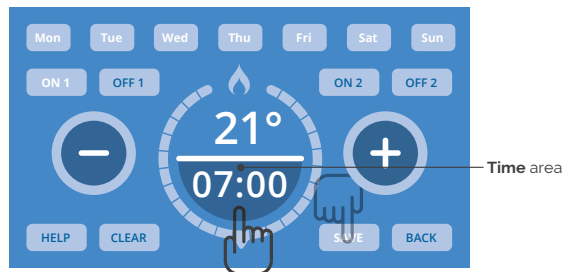 Mon Tue Wed Thu Fri Sat Sun
ON 1 OFF 1 ON 2 OFF 2
21°
07:00
Time area
HELP CLEAR SAVE BACK